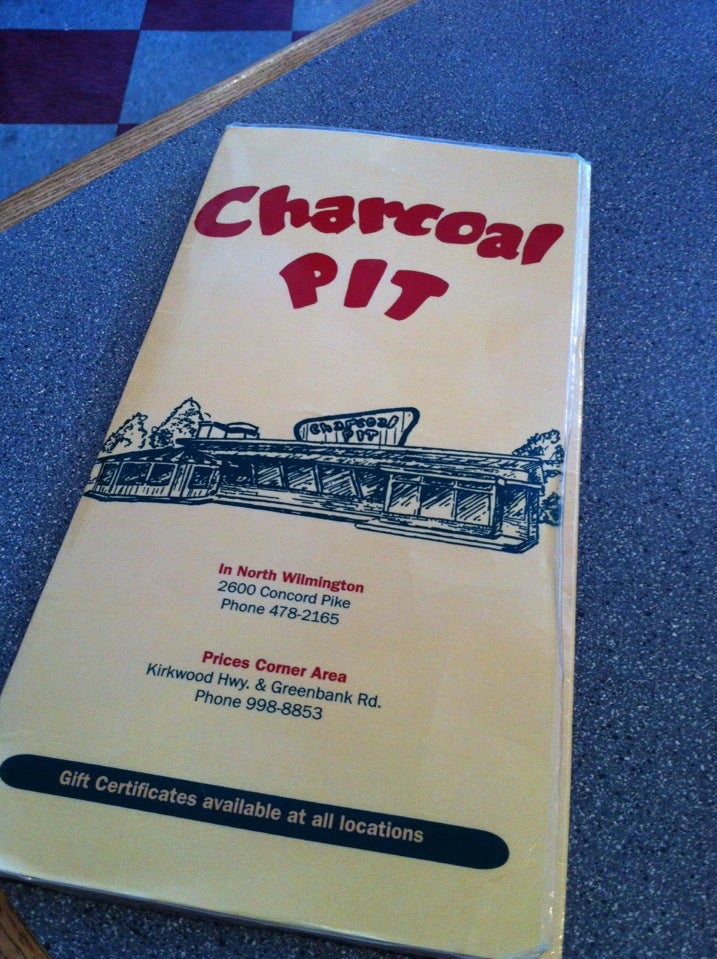 Charcoal
PIT
Charcoal
PIT
In North Wilmington
2600 Concord Pike
Phone 478-2165
Prices Corner Area
Kirkwood Hwy. & Greenbank Rd.
Phone 998-8853
Gift Certificates available at all locations